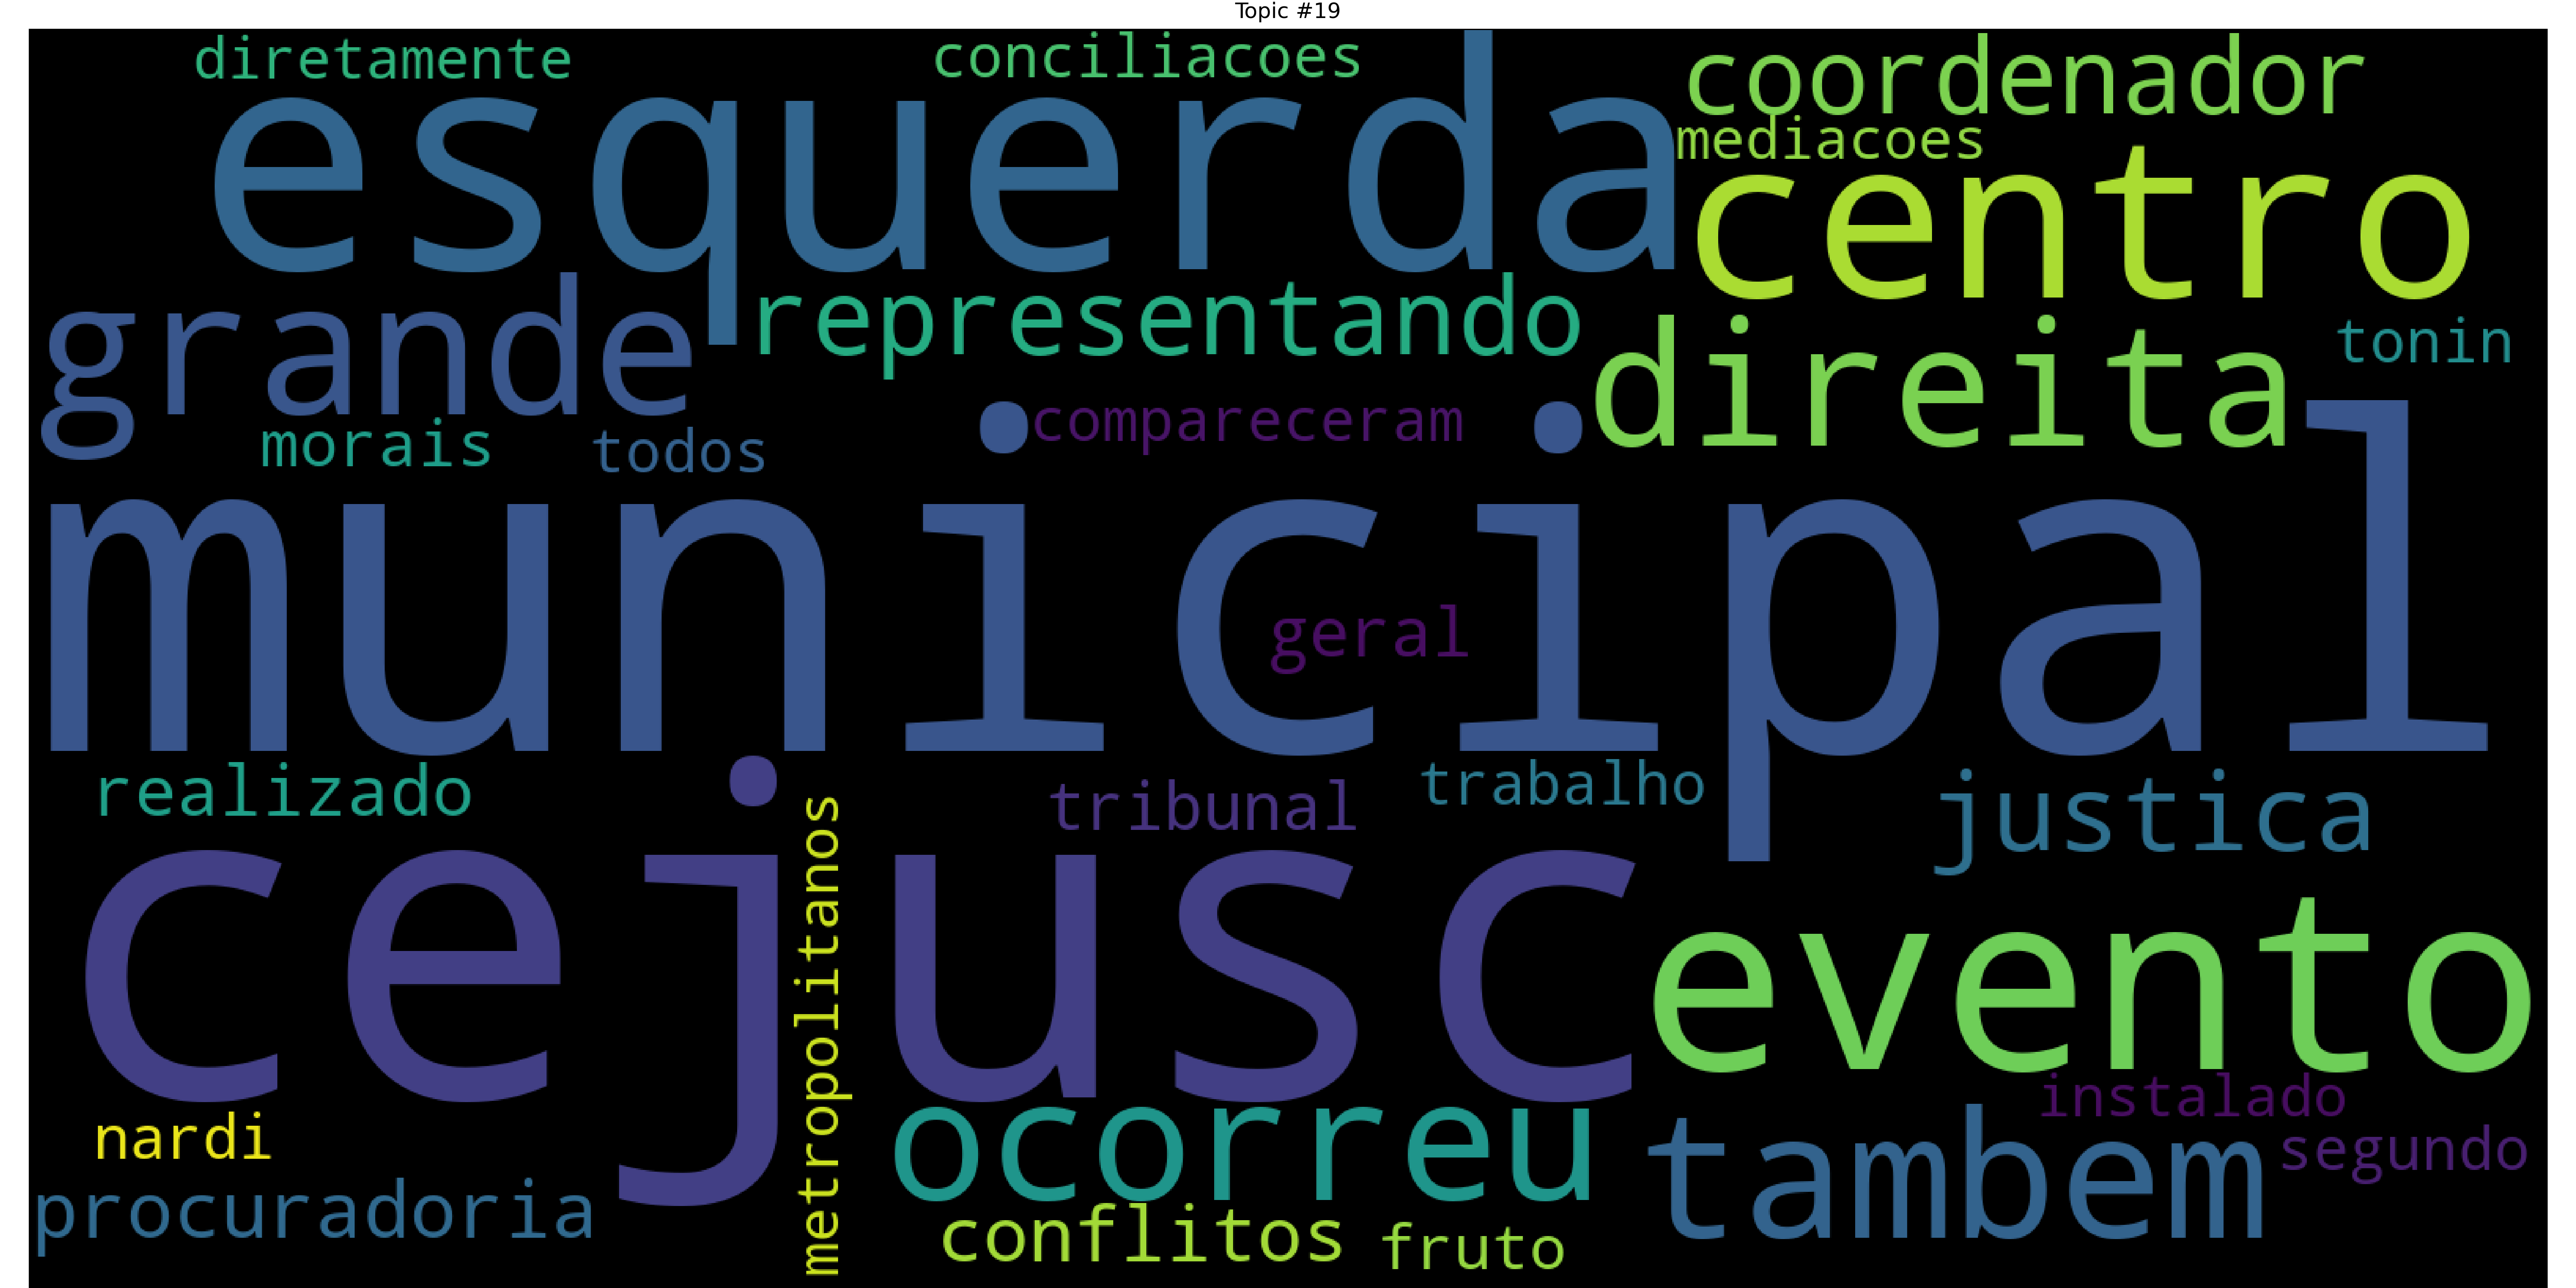 Topic #19
diretamente
conciliacoes
coordenador
esquerda
mediacoes
centro
grande
representando
direita
tonin
morais
todos
compareceram
municipal
geral
realizado
tribunal
trabalho
justica
cejusc
metropolitanos
evento
nardi
ocorreu
instalado
tambem
segundo
procuradoria
conflitos
fruto